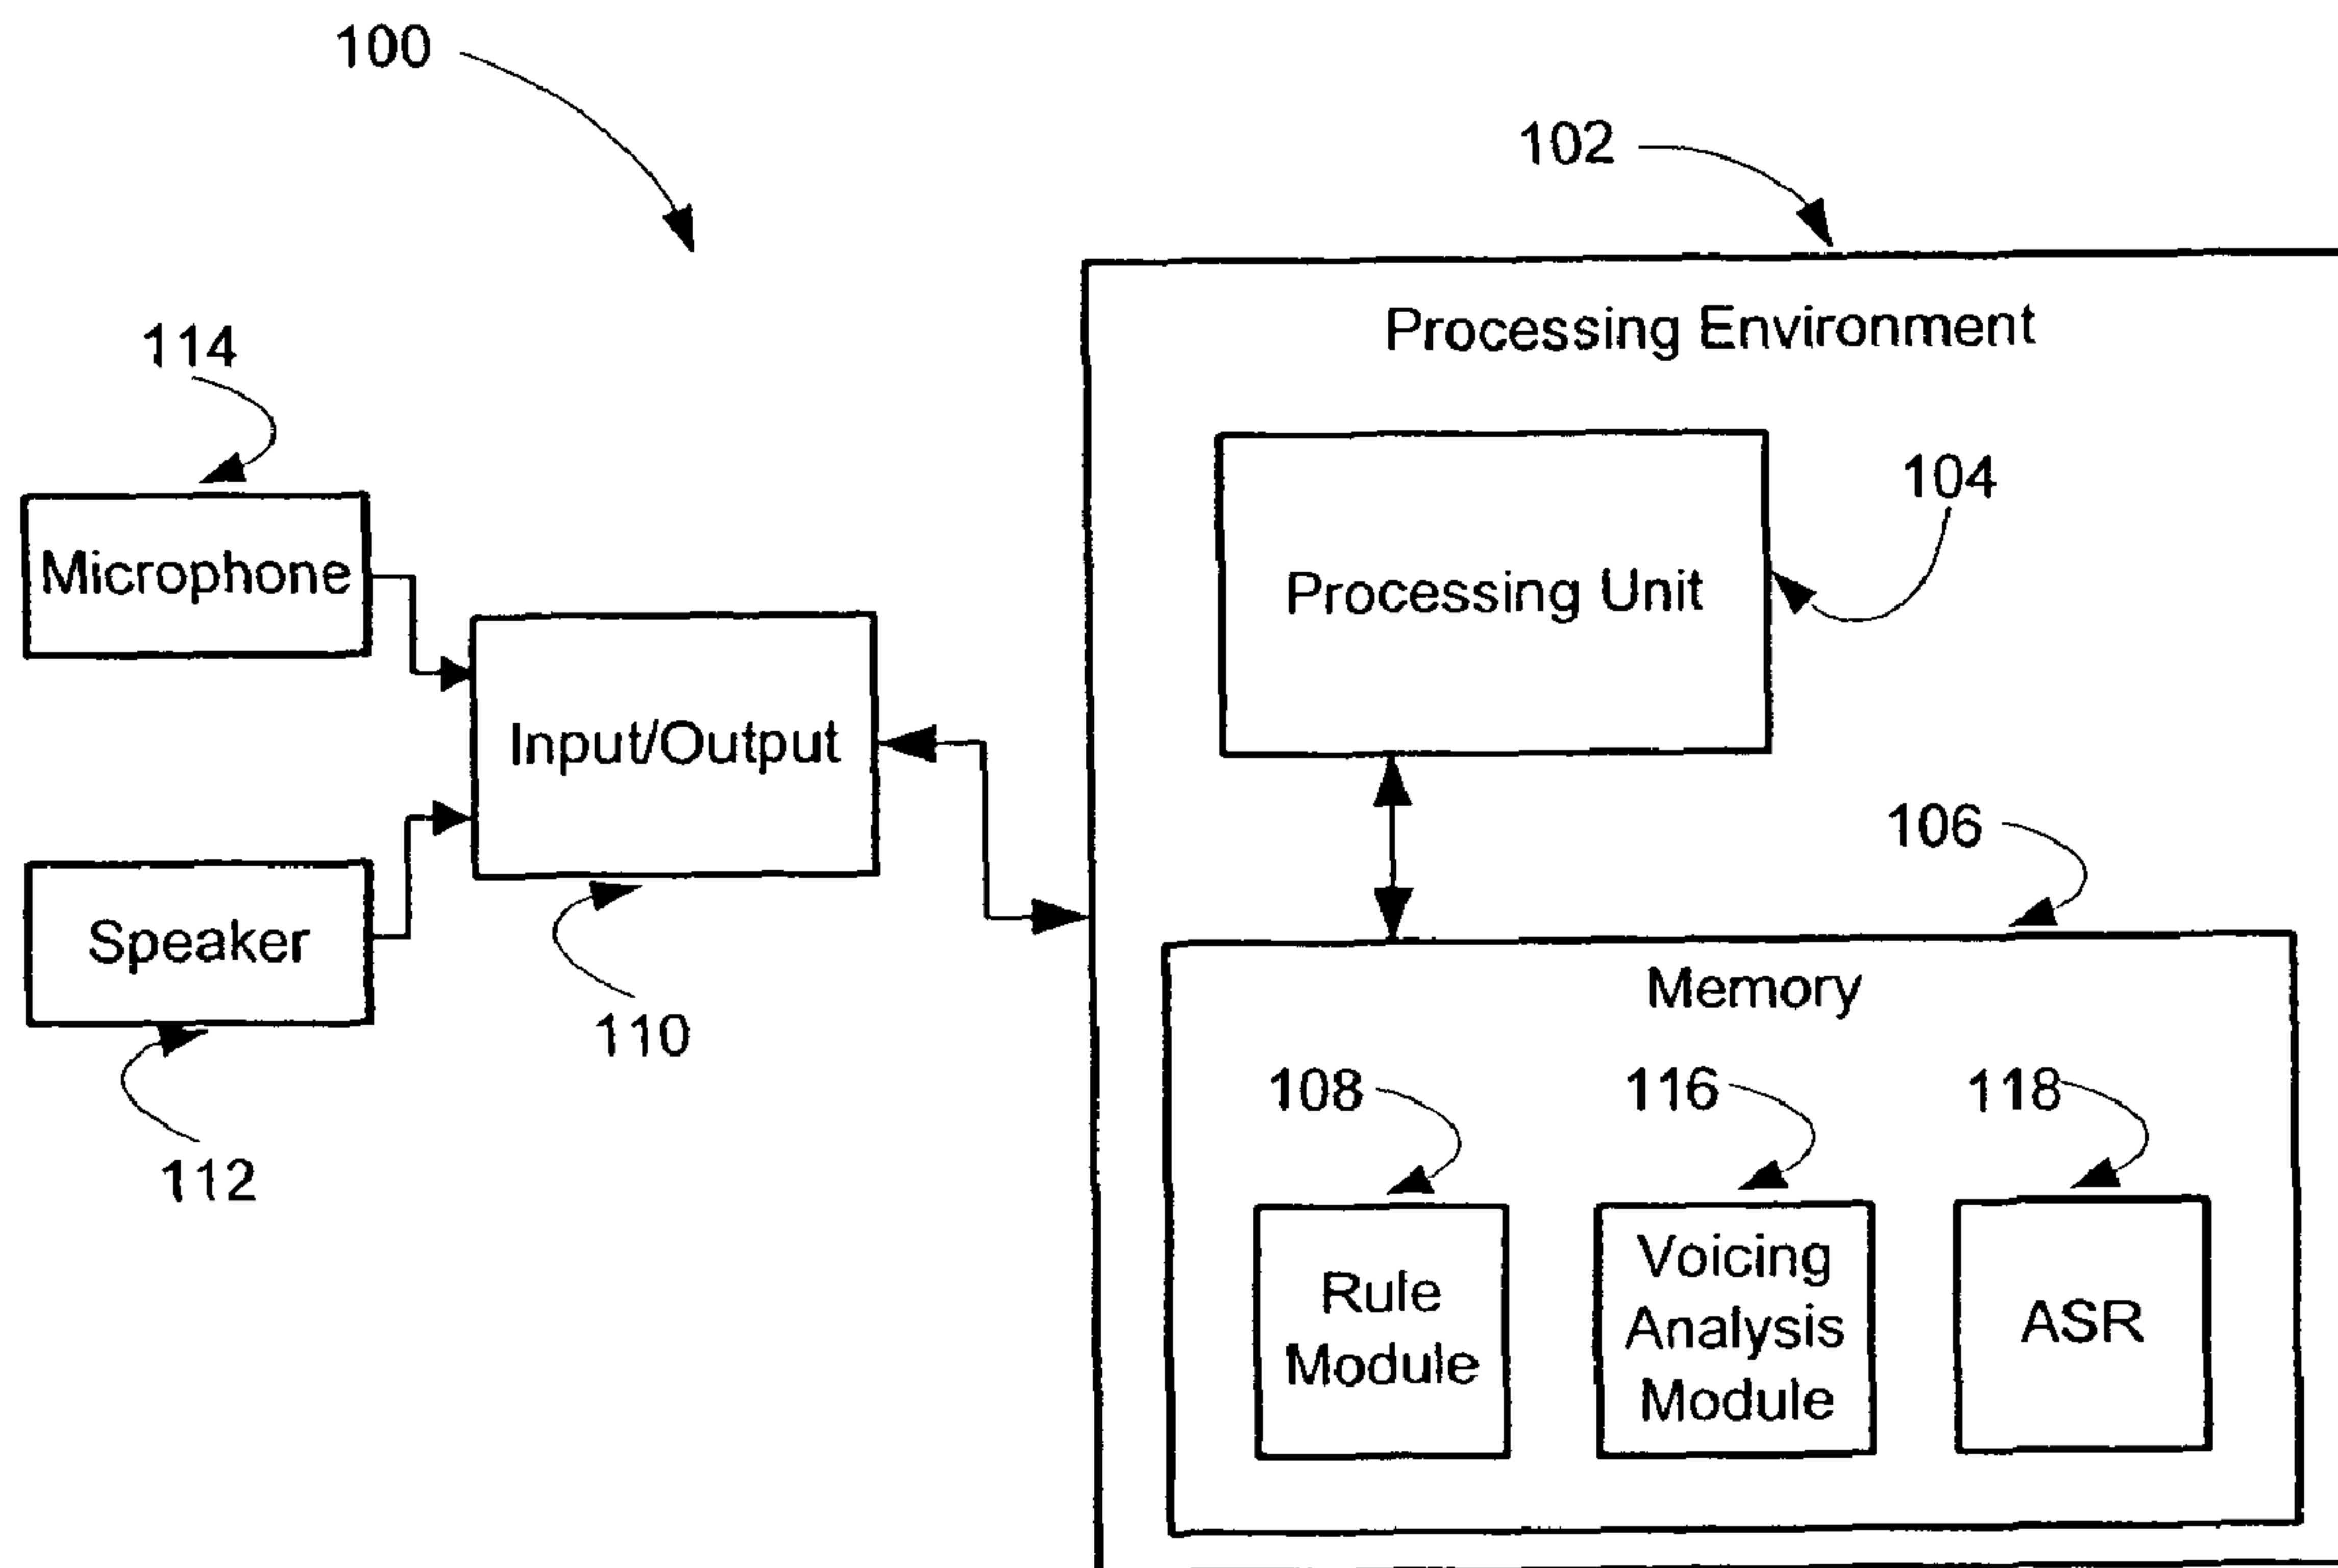 100
102
Processing Environment
114
104
Microphone
Processing Unit
Input/Output
106
Speaker
Memory
110
108
116
118
112
Rule
Module
Voicing
Analysis
Module
ASR